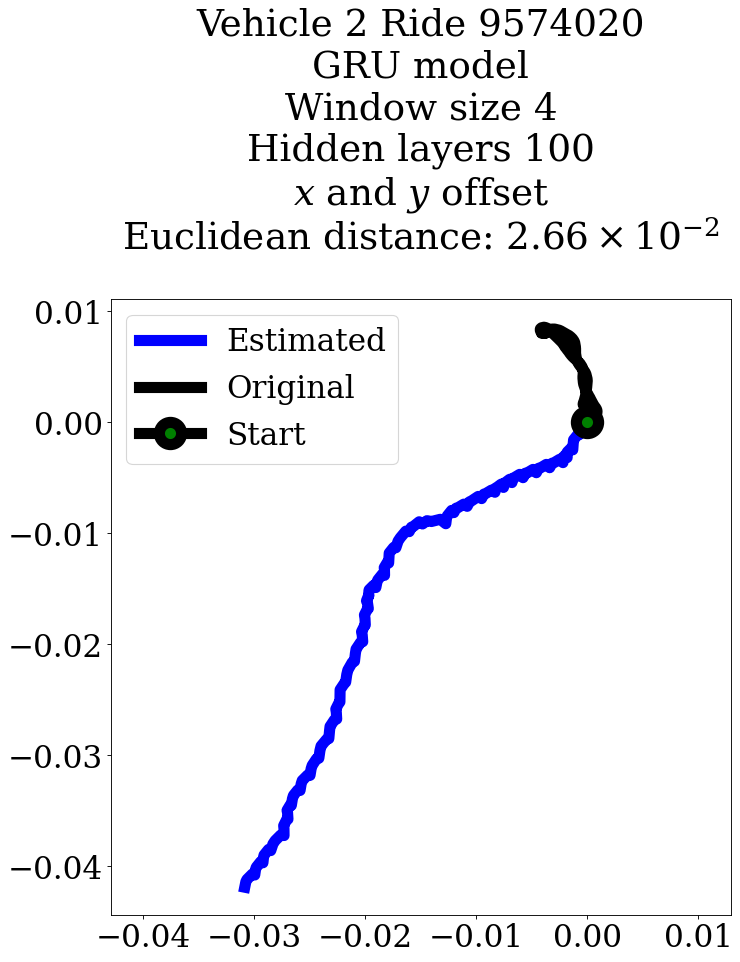 Vehicle 2 Ride 9574020
GRU model
Window size 4
Hidden layers 100
x and y offset
Euclidean distance: 2.66 × 10⁻²
0.01
0.00
−0.01
−0.02
−0.03
−0.04
Estimated
Original
Start
−0.04 −0.03 −0.02 −0.01 0.00 0.01